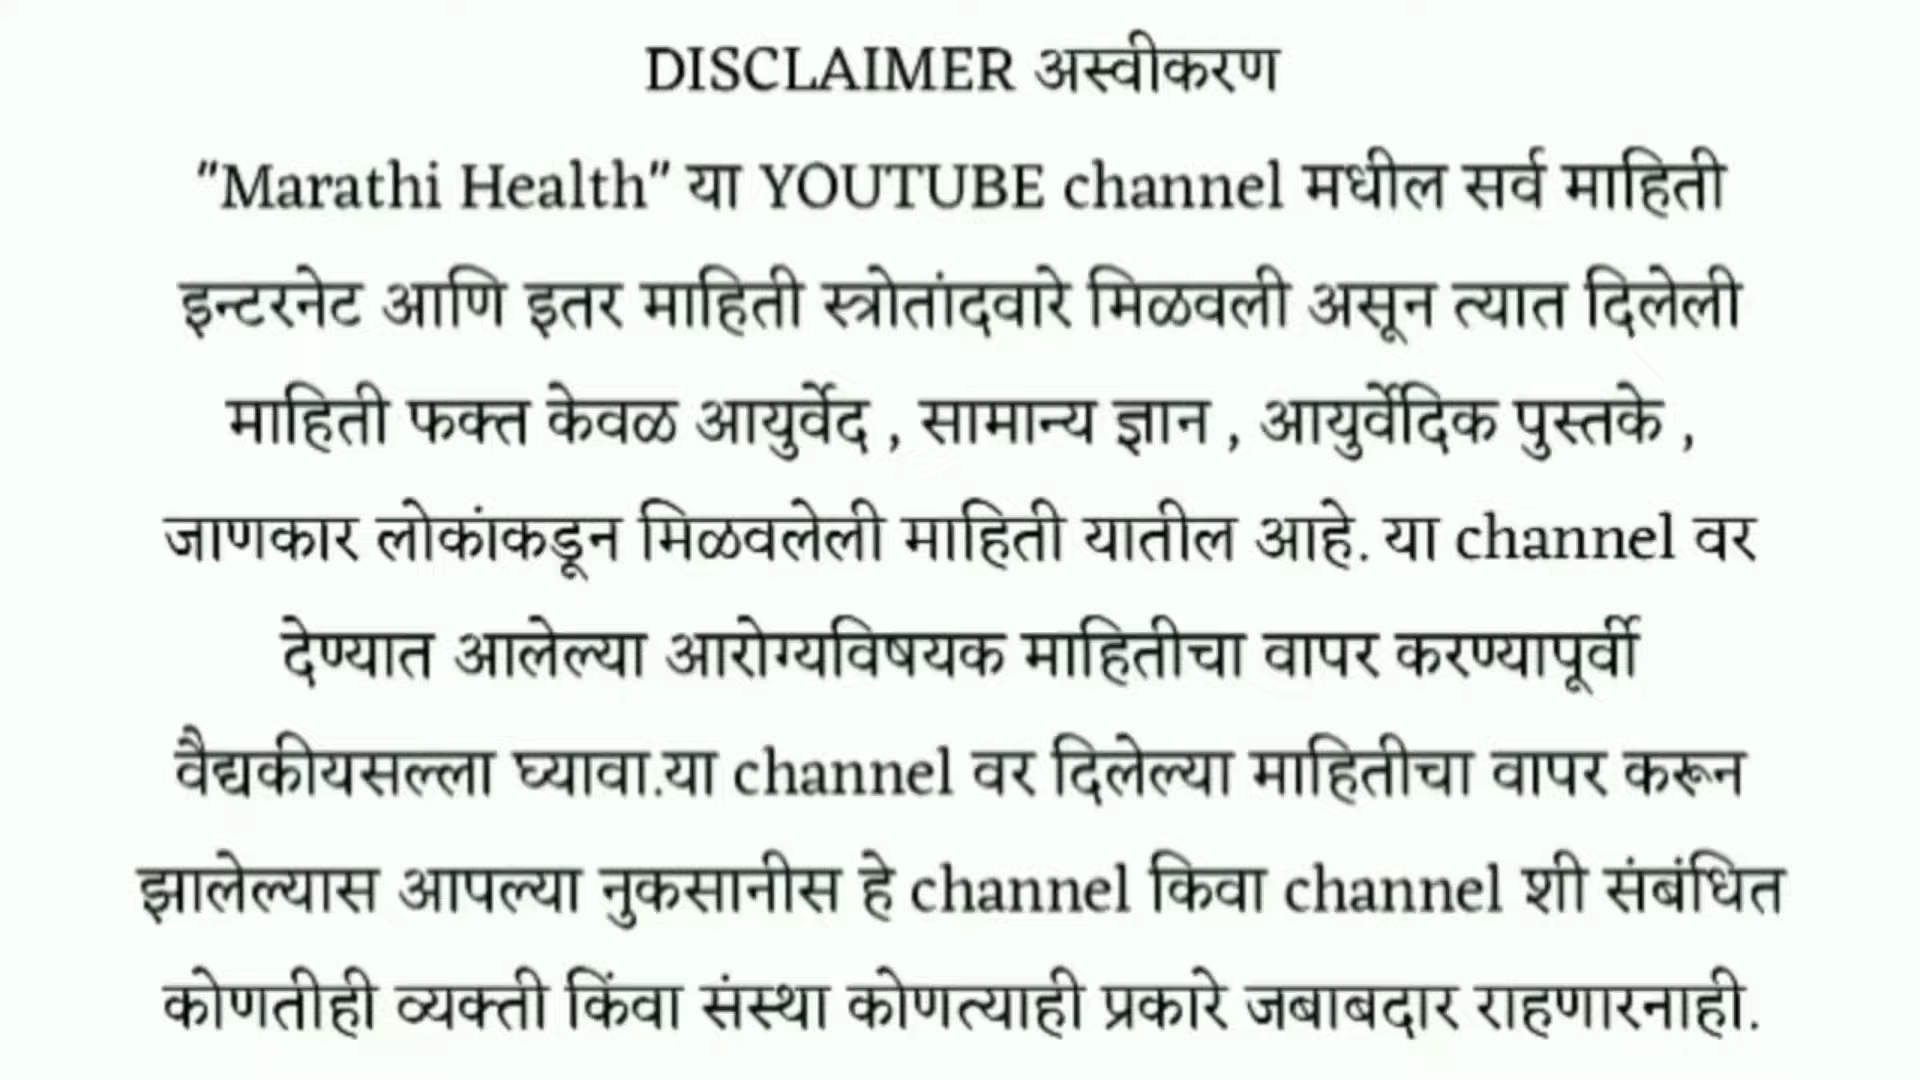 DISCLAIMER अस्वीकरण
"Marathi Health" या YOUTUBE channel मधील सर्व माहिती
इन्टरनेट आणि इतर माहिती स्त्रोतांदवारे मिळवली असून त्यात दिलेली
माहिती फक्त केवळ आयुर्वेद , सामान्य ज्ञान , आयुर्वेदिक पुस्तके ,
जाणकार लोकांकडून मिळवलेली माहिती यातील आहे. या channel वर
देण्यात आलेल्या आरोग्यविषयक माहितीचा वापर करण्यापूर्वी
वैद्यकीयसल्ला घ्यावा.या channel वर दिलेल्या माहितीचा वापर करून
झालेल्यास आपल्या नुकसानीस हे channel किवा channel शी संबंधित
कोणतीही व्यक्ती किंवा संस्था कोणत्याही प्रकारे जबाबदार राहणारनाही.